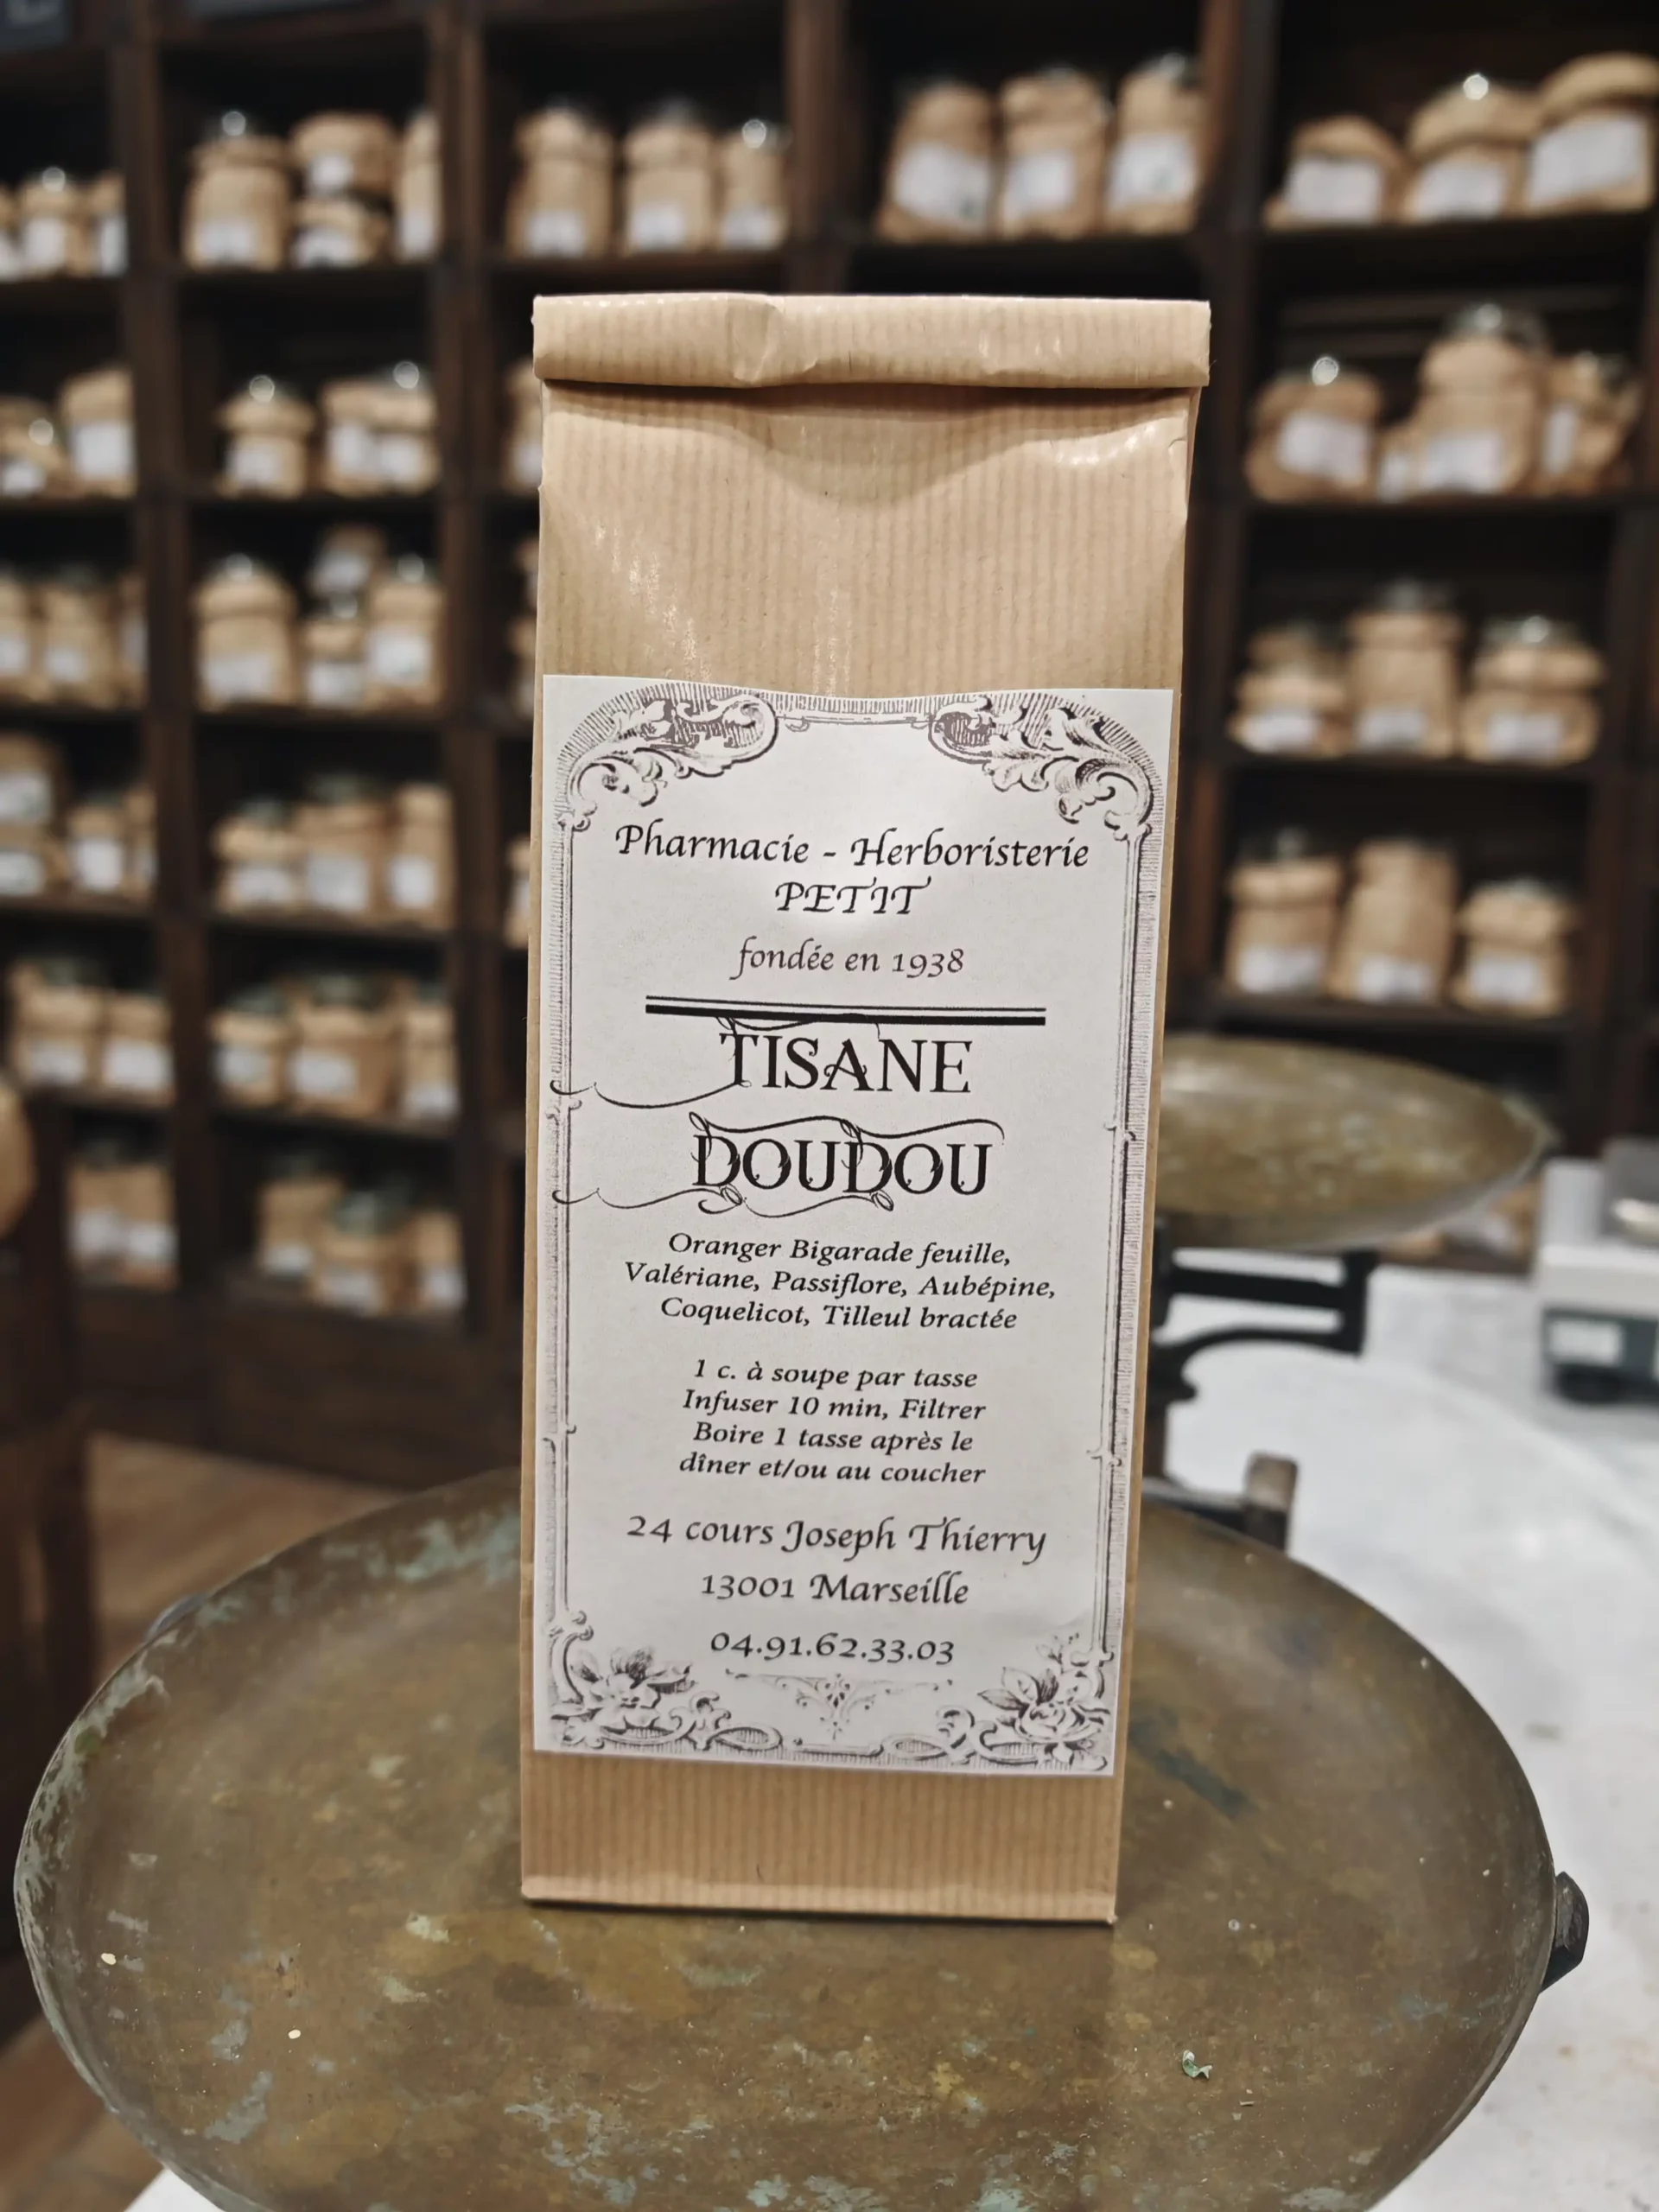 Pharmacie - Herboristerie
PETIT
fondée en 1938
TISANE
DOUDOU
Oranger Bigarade feuille,
Valériane, Passiflore, Aubépine,
Coquelicot, Tilleul bractée
1 c. à soupe par tasse
Infuser 10 min, Filtrer
Boire 1 tasse après le
dîner et/ou au coucher
24 cours Joseph Thierry
13001 Marseille
04.91.62.33.03